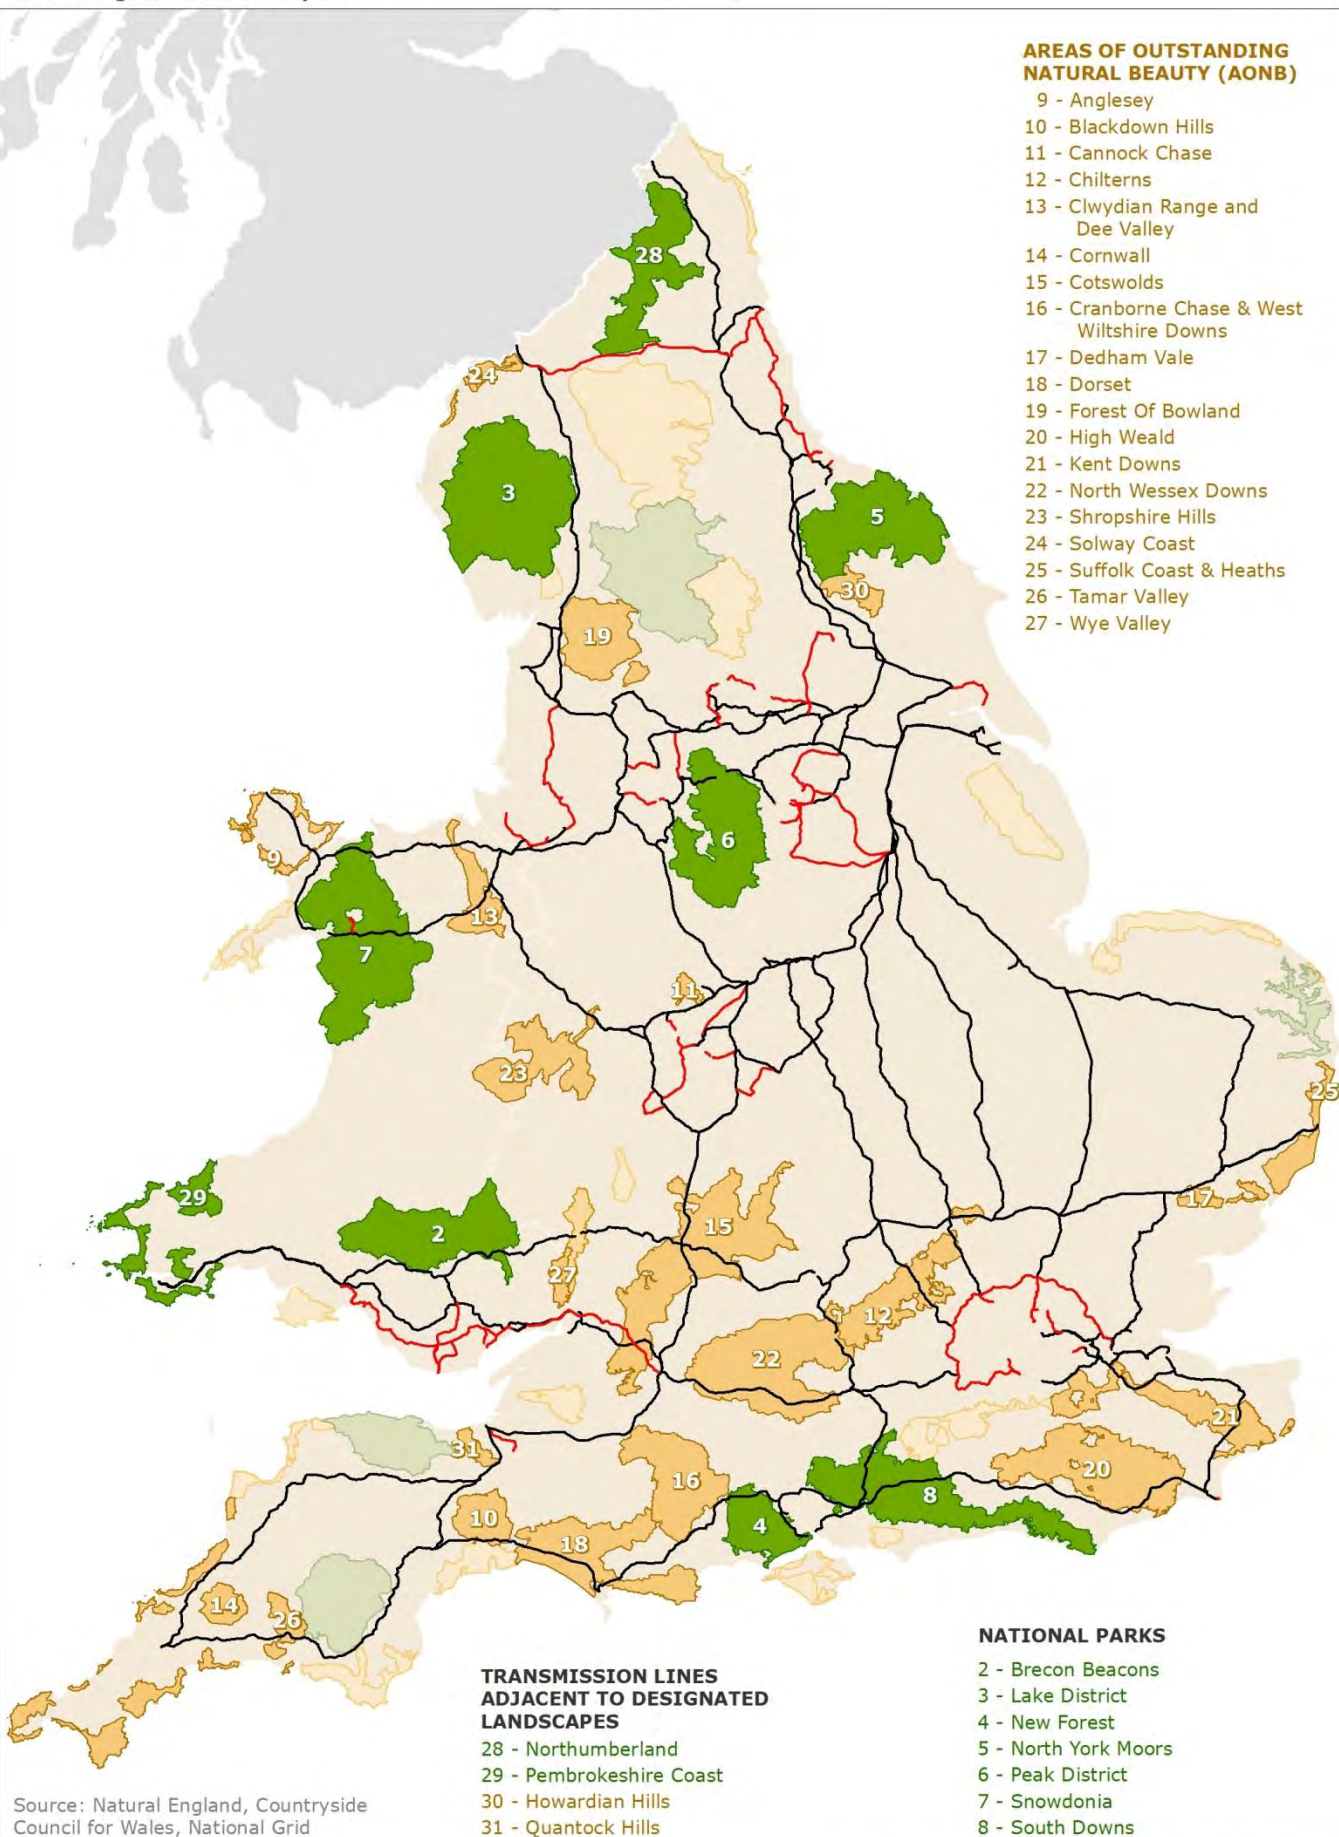 AREAS OF OUTSTANDING
NATURAL BEAUTY (AONB)
9 - Anglesey
10 - Blackdown Hills
11 - Cannock Chase
12 - Chilterns
13 - Clwydian Range and
Dee Valley
14 - Cornwall
15 - Cotswolds
16 - Cranborne Chase & West
Wiltshire Downs
17 - Dedham Vale
18 - Dorset
19 - Forest Of Bowland
20 - High Weald
21 - Kent Downs
22 - North Wessex Downs
23 - Shropshire Hills
24 - Solway Coast
25 - Suffolk Coast & Heaths
26 - Tamar Valley
27 - Wye Valley
28
24
3
5
30
19
6
9
13
7
11
23
25
29
17
2
15
27
12
22
21
31
20
16
8
10
4
18
14
26
TRANSMISSION LINES
ADJACENT TO DESIGNATED
LANDSCAPES
28 - Northumberland
29 - Pembrokeshire Coast
30 - Howardian Hills
31 - Quantock Hills
NATIONAL PARKS
2 - Brecon Beacons
3 - Lake District
4 - New Forest
5 - North York Moors
6 - Peak District
7 - Snowdonia
8 - South Downs
Source: Natural England, Countryside
Council for Wales, National Grid